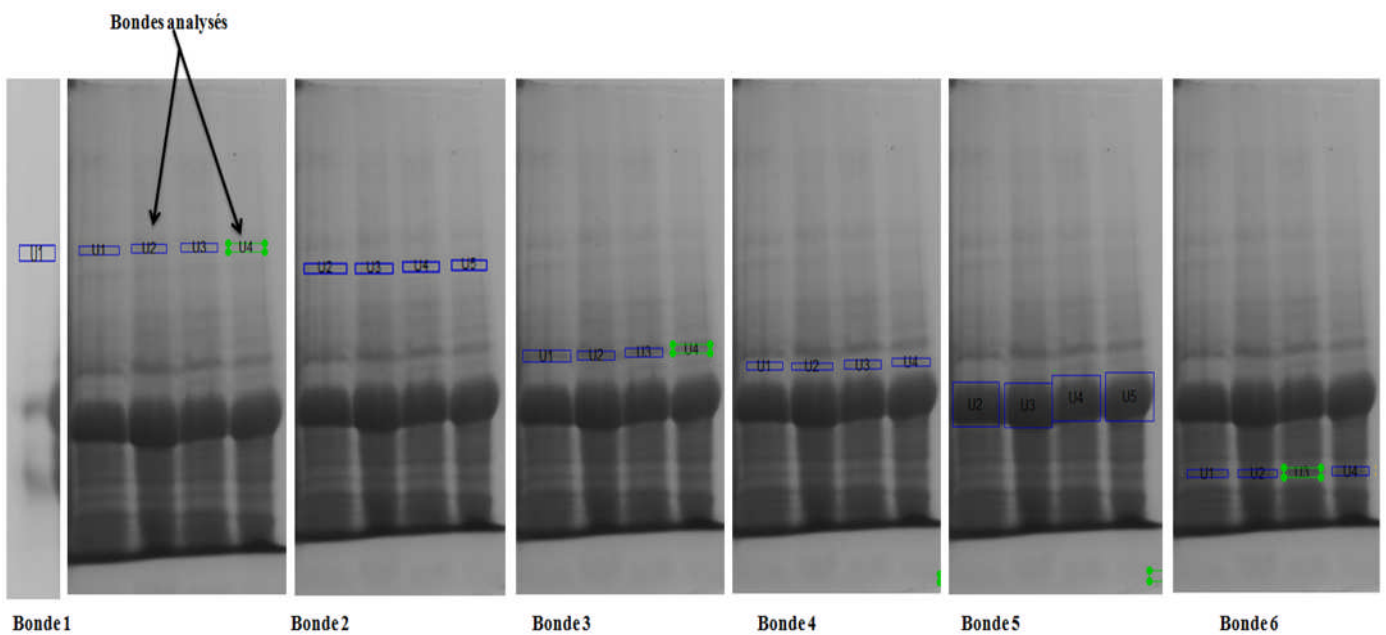 Bondes analysés
U1
U1 U2 U3 U4
U2 U3 U4 U5
U1 U2 U3 U4
U1 U2 U3 U4
U2 U3 U4 U5
U1 U2 U3 U4
Bonde 1 Bonde 2 Bonde 3 Bonde 4 Bonde 5 Bonde 6